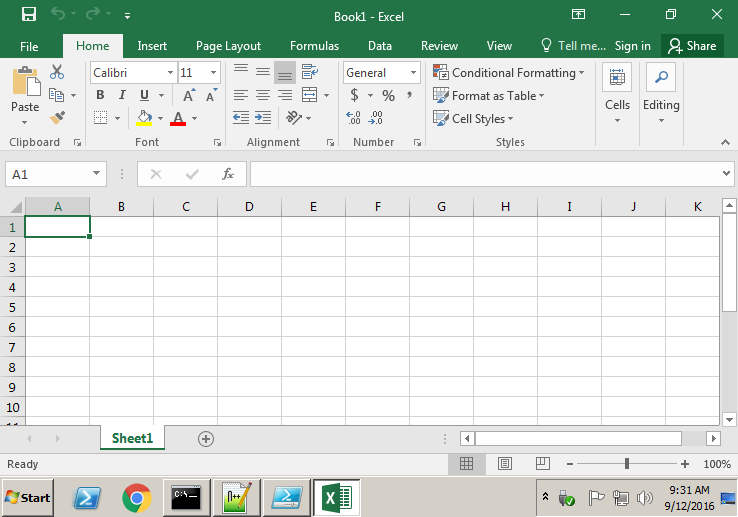 Book1 - Excel
File Home Insert Page Layout Formulas Data Review View Tell me... Sign in Share
Calibri 11 General Conditional Formatting
Paste B I U A A $ % , Format as Table Cells Editing
A .00 .0 Cell Styles
Clipboard Font Alignment Number Styles
A1 fx
A B C D E F G H I J K
1
2
3
4
5
6
7
8
9
10
Sheet1
Ready 100%
Start C:\ N++ 9:31 AM
9/12/2016